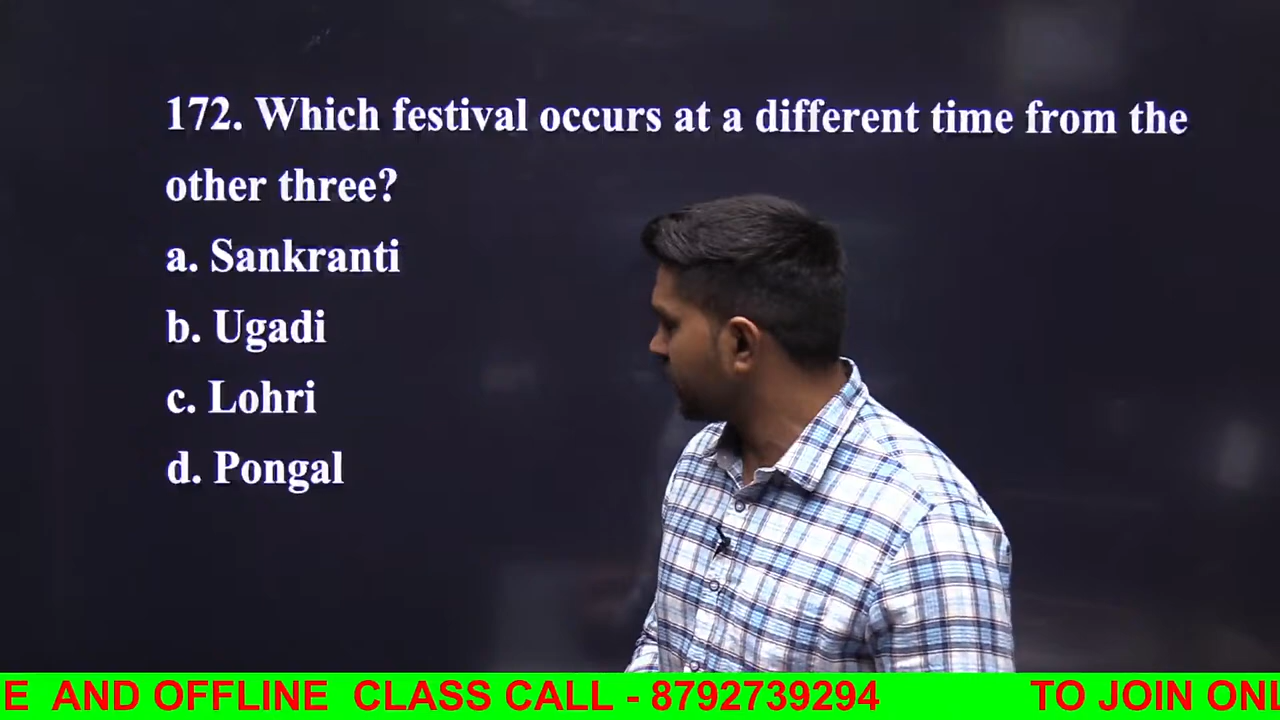 172. Which festival occurs at a different time from the
other three?
a. Sankranti
b. Ugadi
c. Lohri
d. Pongal
E AND OFFLINE CLASS CALL - 8792739294 TO JOIN ONL